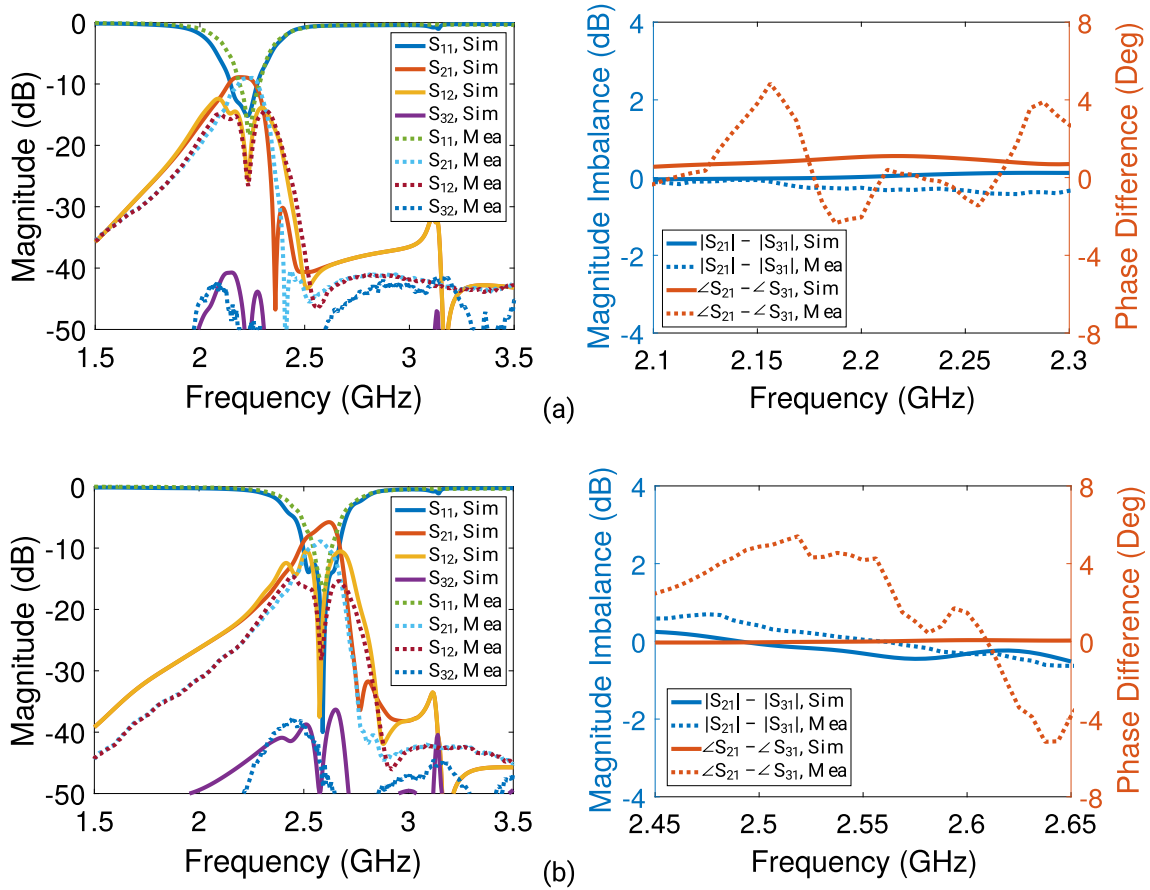 0
-10
-20
-30
-40
-50
Magnitude (dB)
S11, Sim
S21, Sim
S12, Sim
S32, Sim
S11, Mea
S21, Mea
S12, Mea
S32, Mea
1.5 2 2.5 3 3.5
Frequency (GHz)
4
2
0
-2
-4
Magnitude Imbalance (dB)
|S21| − |S31|, Sim
|S21| − |S31|, Mea
∠S21 − ∠S31, Sim
∠S21 − ∠S31, Mea
8
4
0
-4
-8
Phase Difference (Deg)
2.1 2.15 2.2 2.25 2.3
Frequency (GHz)
(a)
0
-10
-20
-30
-40
-50
Magnitude (dB)
S11, Sim
S21, Sim
S12, Sim
S32, Sim
S11, Mea
S21, Mea
S12, Mea
S32, Mea
1.5 2 2.5 3 3.5
Frequency (GHz)
4
2
0
-2
-4
Magnitude Imbalance (dB)
|S21| − |S31|, Sim
|S21| − |S31|, Mea
∠S21 − ∠S31, Sim
∠S21 − ∠S31, Mea
8
4
0
-4
-8
Phase Difference (Deg)
2.45 2.5 2.55 2.6 2.65
Frequency (GHz)
(b)